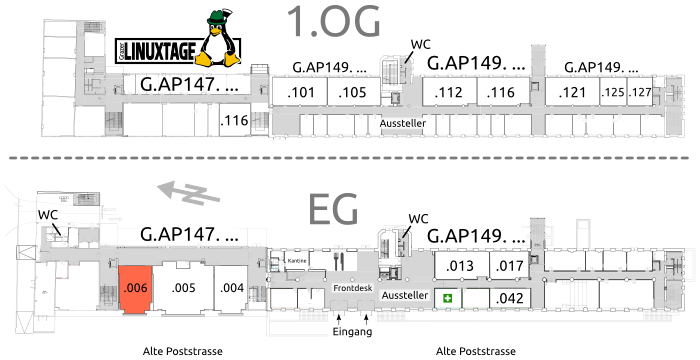 1.OG
Grazer
LINUXTAGE
WC
G.AP147. ...
G.AP149. ...
G.AP149. ...
G.AP149. ...
.101
.105
.112
.116
.121
.125
.127
.116
Aussteller
EG
WC
G.AP147. ...
WC
G.AP149. ...
Kantine
.013
.017
.006
.005
.004
Frontdesk
Aussteller
.042
Eingang
Alte Poststrasse
Alte Poststrasse